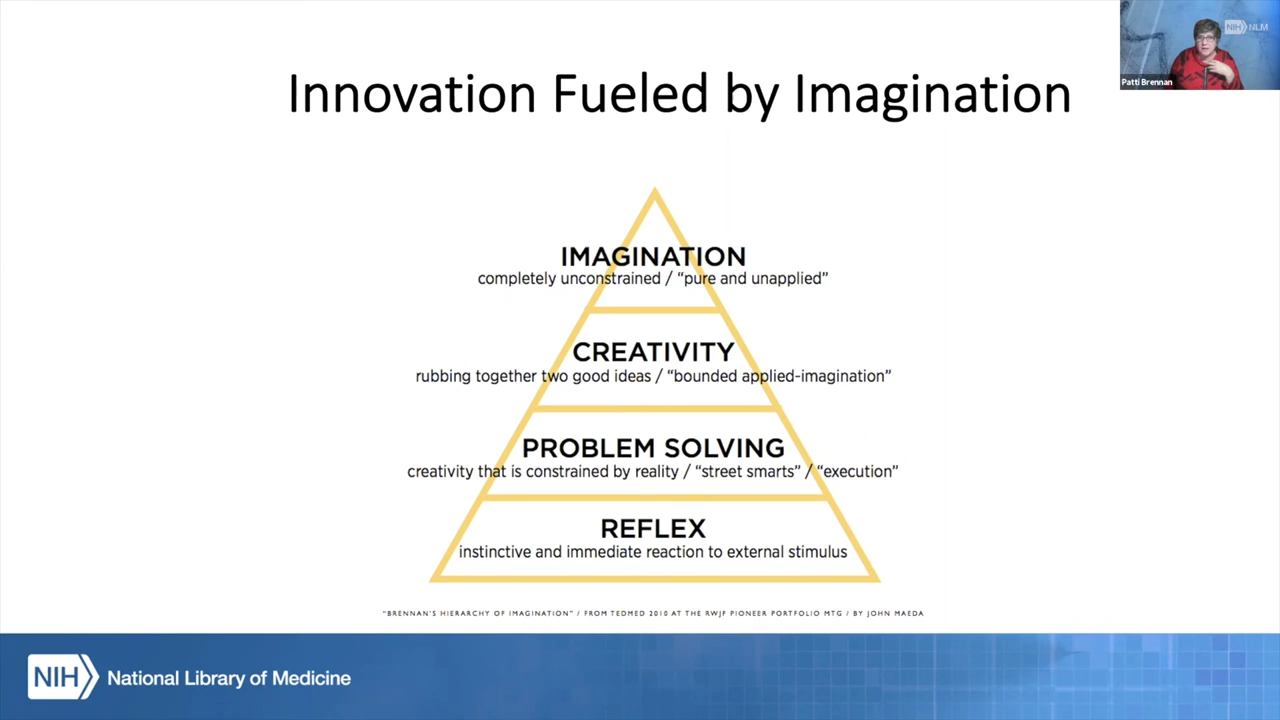 NIH NLM
Patti Brennan
Innovation Fueled by Imagination
IMAGINATION
completely unconstrained / “pure and unapplied”
CREATIVITY
rubbing together two good ideas / “bounded applied-imagination”
PROBLEM SOLVING
creativity that is constrained by reality / “street smarts” / “execution”
REFLEX
instinctive and immediate reaction to external stimulus
“BRENNAN’S HIERARCHY OF IMAGINATION” / FROM TEDMED 2010 AT THE RWJF PIONEER PORTFOLIO MTG / BY JOHN MAEDA
NIH National Library of Medicine